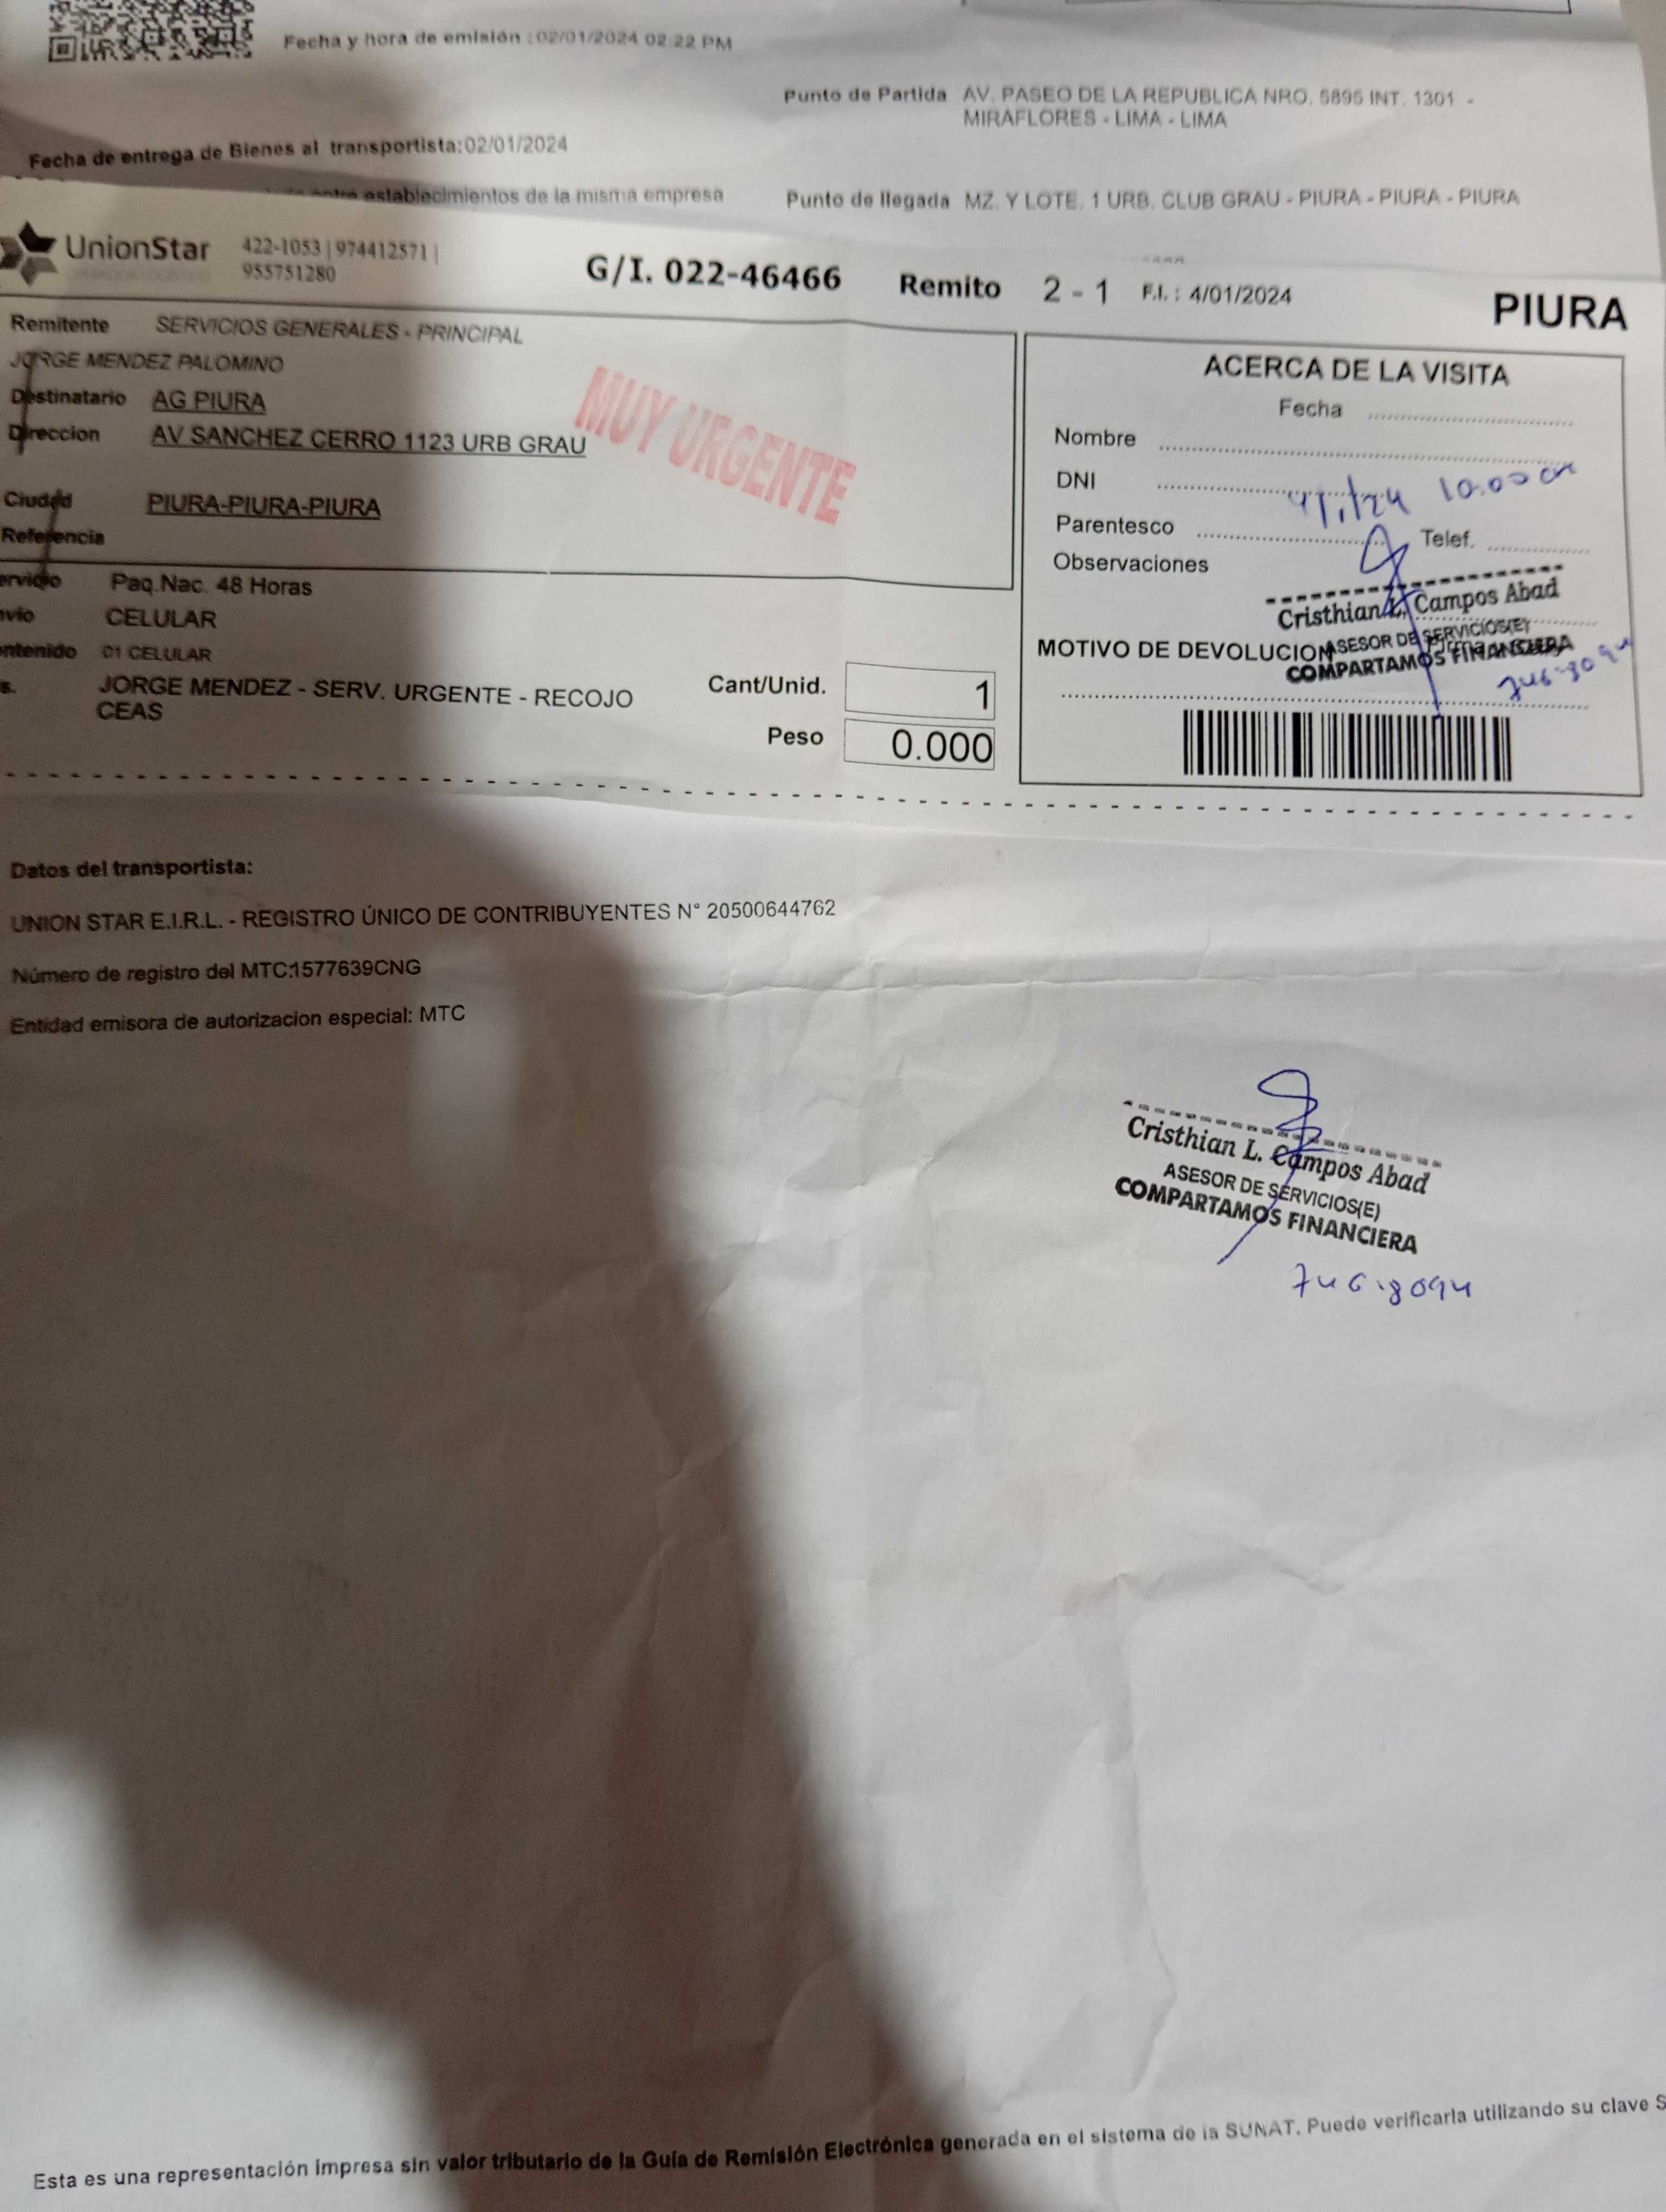 Fecha y hora de emisión : 02/01/2024 02:22 PM
Punto de Partida AV. PASEO DE LA REPUBLICA NRO. 5895 INT. 1301 -
MIRAFLORES - LIMA - LIMA
Fecha de entrega de Bienes al transportista:02/01/2024
entre establecimientos de la misma empresa
Punto de llegada MZ. Y LOTE. 1 URB. CLUB GRAU - PIURA - PIURA - PIURA
UnionStar
422-1053 | 974412571 |
955751280
G/I. 022-46466 Remito 2 - 1 F.I. : 4/01/2024
PIURA
Remitente SERVICIOS GENERALES - PRINCIPAL
JORGE MENDEZ PALOMINO
Destinatario AG PIURA
Direccion AV SANCHEZ CERRO 1123 URB GRAU
MUY URGENTE
Ciudad PIURA-PIURA-PIURA
Referencia
ervicio Paq.Nac. 48 Horas
nvio CELULAR
ntenido 01 CELULAR
s. JORGE MENDEZ - SERV. URGENTE - RECOJO
CEAS
Cant/Unid. 1
Peso 0.000
ACERCA DE LA VISITA
Fecha
Nombre
DNI
4/1/24 10:00
Parentesco Telef.
Observaciones
Cristhian L. Campos Abad
ASESOR DE SERVICIOS(E)
COMPARTAMOS FINANCIERA
MOTIVO DE DEVOLUCION
Datos del transportista:
UNION STAR E.I.R.L. - REGISTRO ÚNICO DE CONTRIBUYENTES N° 20500644762
Número de registro del MTC:1577639CNG
Entidad emisora de autorizacion especial: MTC
Cristhian L. Campos Abad
ASESOR DE SERVICIOS(E)
COMPARTAMOS FINANCIERA
Esta es una representación impresa sin valor tributario de la Guía de Remisión Electrónica generada en el sistema de la SUNAT. Puede verificarla utilizando su clave S